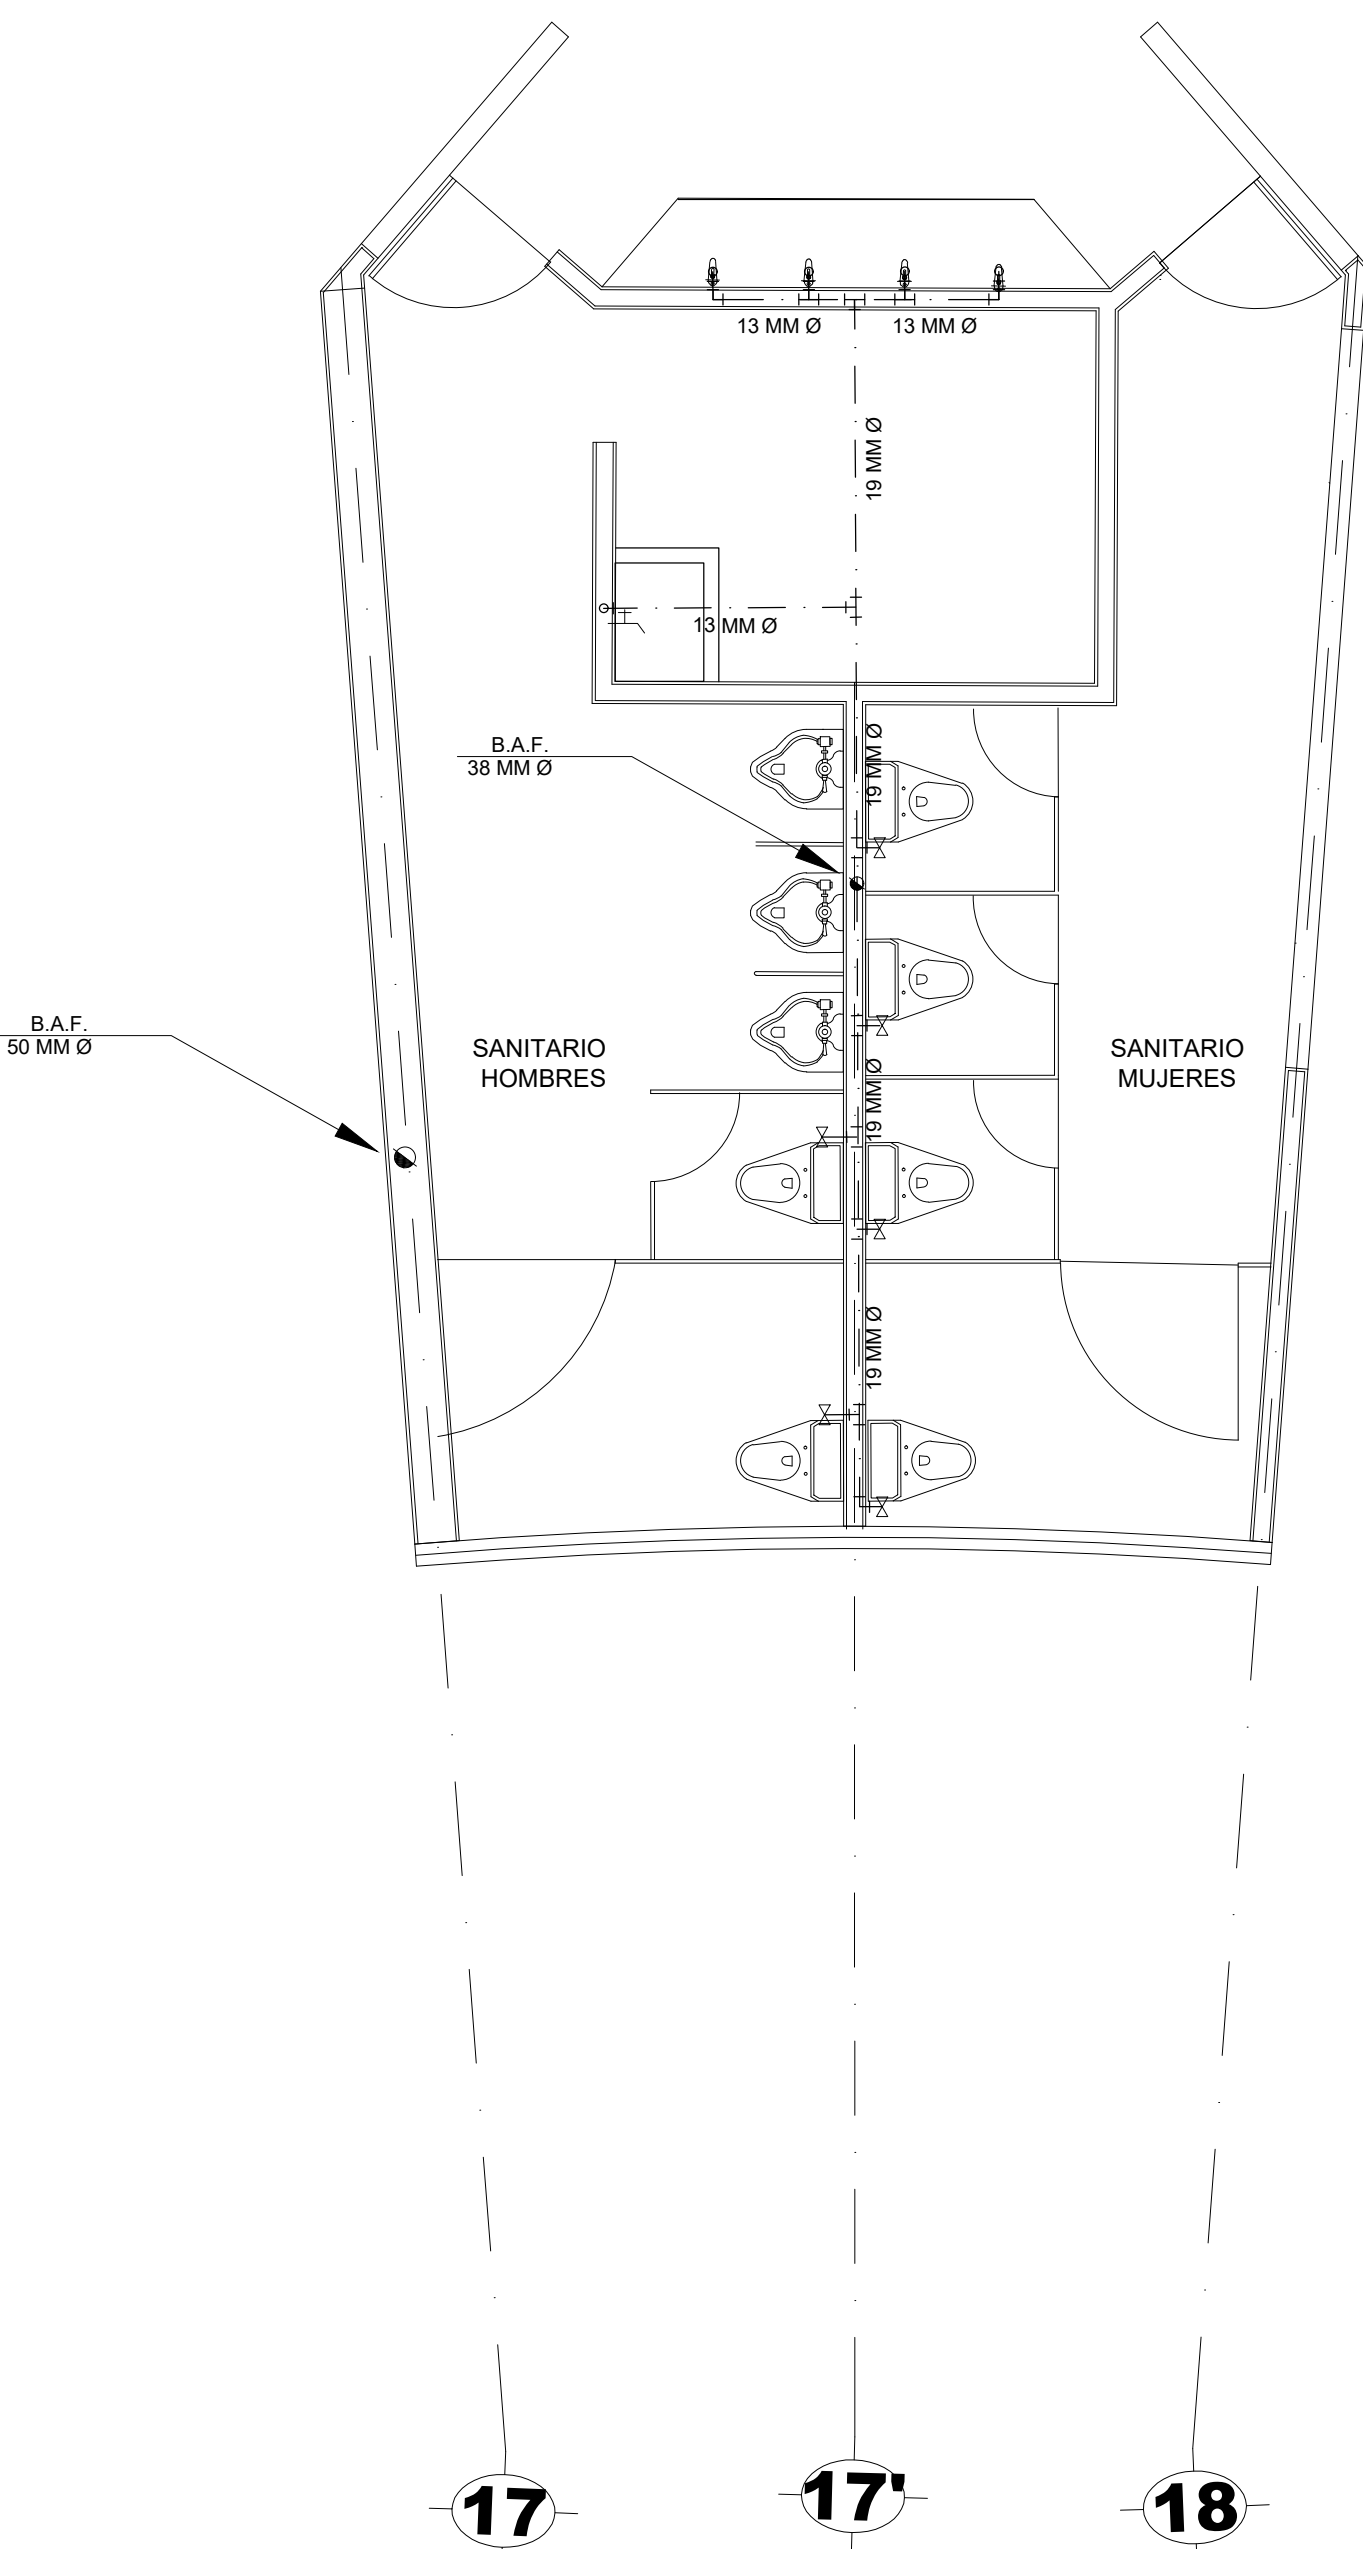 13 MM Ø
13 MM Ø
19 MM Ø
13 MM Ø
B.A.F.
38 MM Ø
19 MM Ø
B.A.F.
50 MM Ø
SANITARIO
HOMBRES
SANITARIO
MUJERES
19 MM Ø
19 MM Ø
17
17'
18